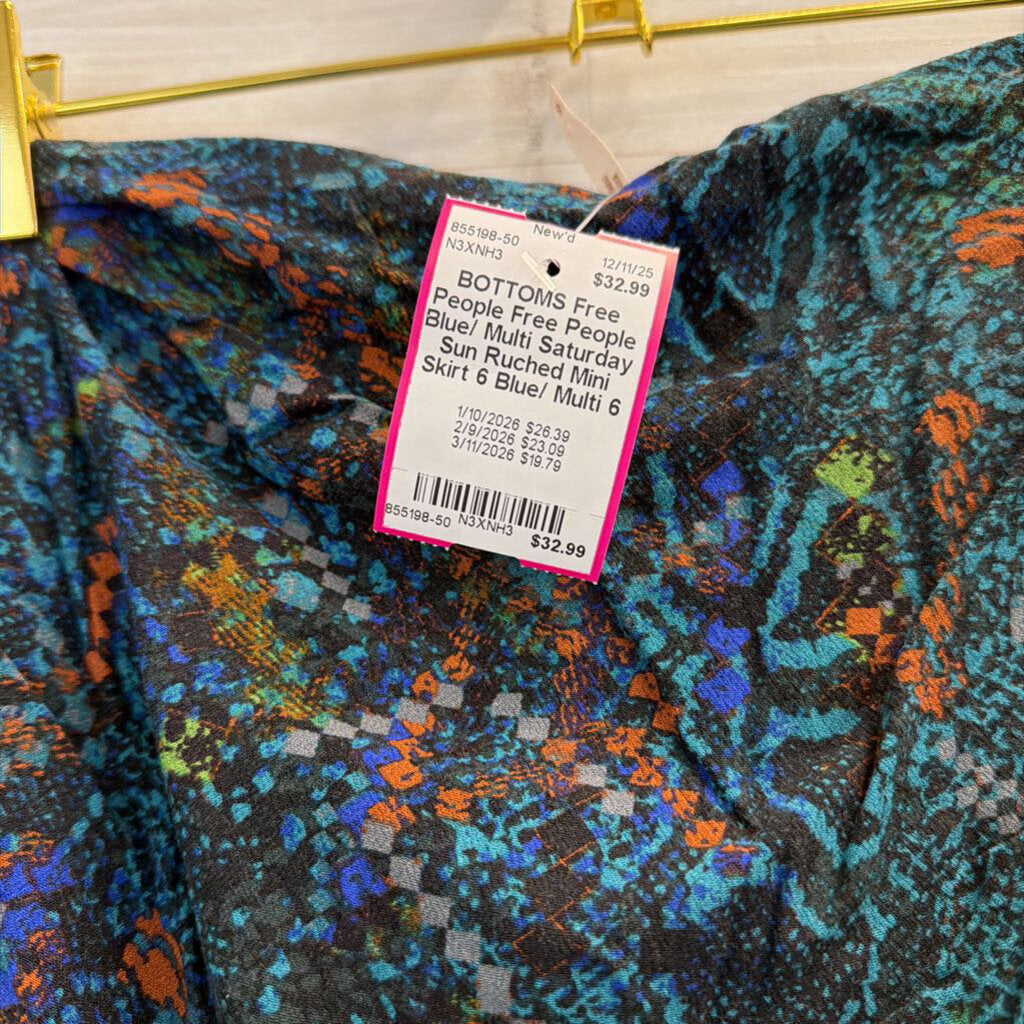 855198-50 New'd
N3XNH3 12/11/25
$32.99
BOTTOMS Free
People Free People
Blue/ Multi Saturday
Sun Ruched Mini
Skirt 6 Blue/ Multi 6
1/10/2026 $26.39
2/9/2026 $23.09
3/11/2026 $19.79
855198-50 N3XNH3
$32.99